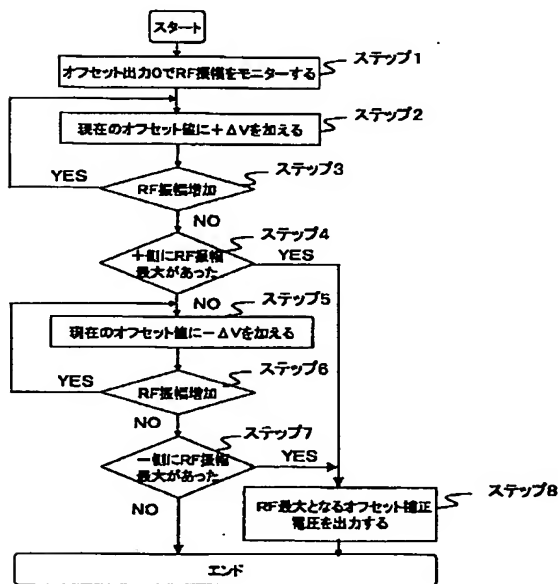 スタート
ステップ1
オフセット出力0でRF振幅をモニターする
ステップ2
現在のオフセット値に+ΔVを加える
ステップ3
YES
RF振幅増加
NO
ステップ4
+側にRF振幅
最大があった
YES
NO
ステップ5
現在のオフセット値に-ΔVを加える
ステップ6
YES
RF振幅増加
NO
ステップ7
-側にRF振幅
最大があった
YES
NO
ステップ8
RF最大となるオフセット補正
電圧を出力する
エンド